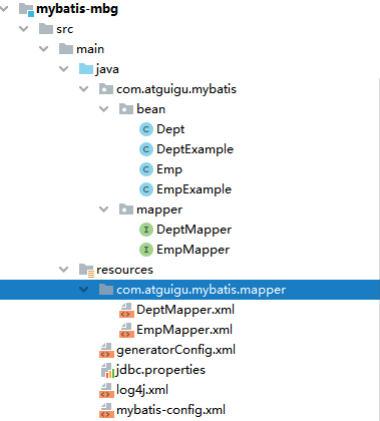 mybatis-mbg
src
main
java
com.atguigu.mybatis
bean
Dept
DeptExample
Emp
EmpExample
mapper
DeptMapper
EmpMapper
resources
com.atguigu.mybatis.mapper
DeptMapper.xml
EmpMapper.xml
generatorConfig.xml
jdbc.properties
log4j.xml
mybatis-config.xml